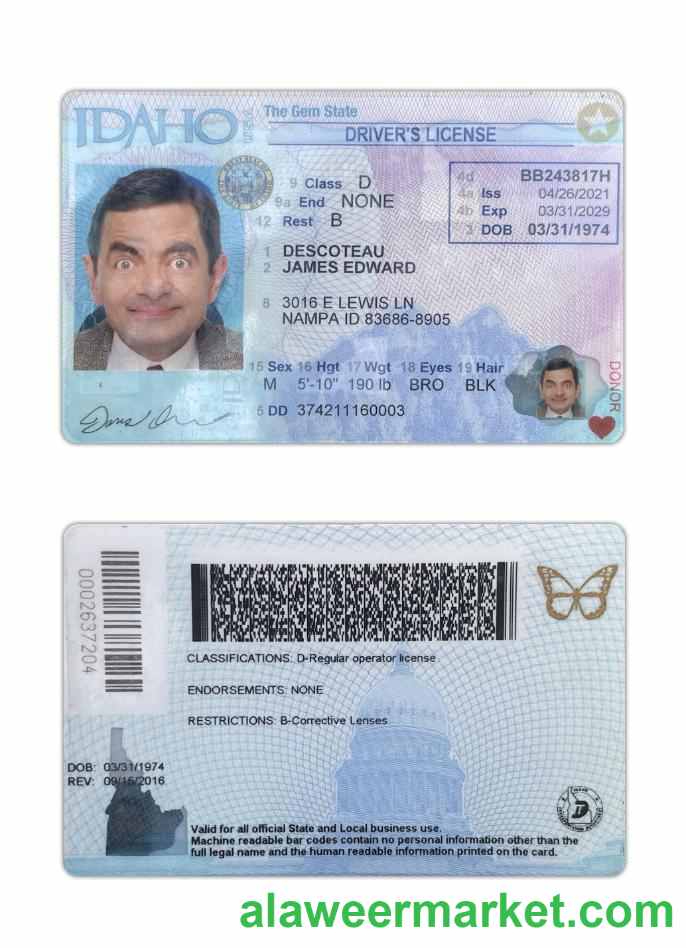 IDAHO USA
The Gem State
DRIVER'S LICENSE
9 Class D
9a End NONE
12 Rest B
4d BB243817H
4a Iss 04/26/2021
4b Exp 03/31/2029
3 DOB 03/31/1974
1 DESCOTEAU
2 JAMES EDWARD
8 3016 E LEWIS LN
NAMPA ID 83686-8905
15 Sex 16 Hgt 17 Wgt 18 Eyes 19 Hair
M 5'-10" 190 lb BRO BLK
5 DD 374211160003
DONOR
0002637204
CLASSIFICATIONS: D-Regular operator license.
ENDORSEMENTS: NONE
RESTRICTIONS: B-Corrective Lenses
DOB: 03/31/1974
REV: 09/15/2016
Valid for all official State and Local business use.
Machine readable bar codes contain no personal information other than the
full legal name and the human readable information printed on the card.
alaweermarket.com